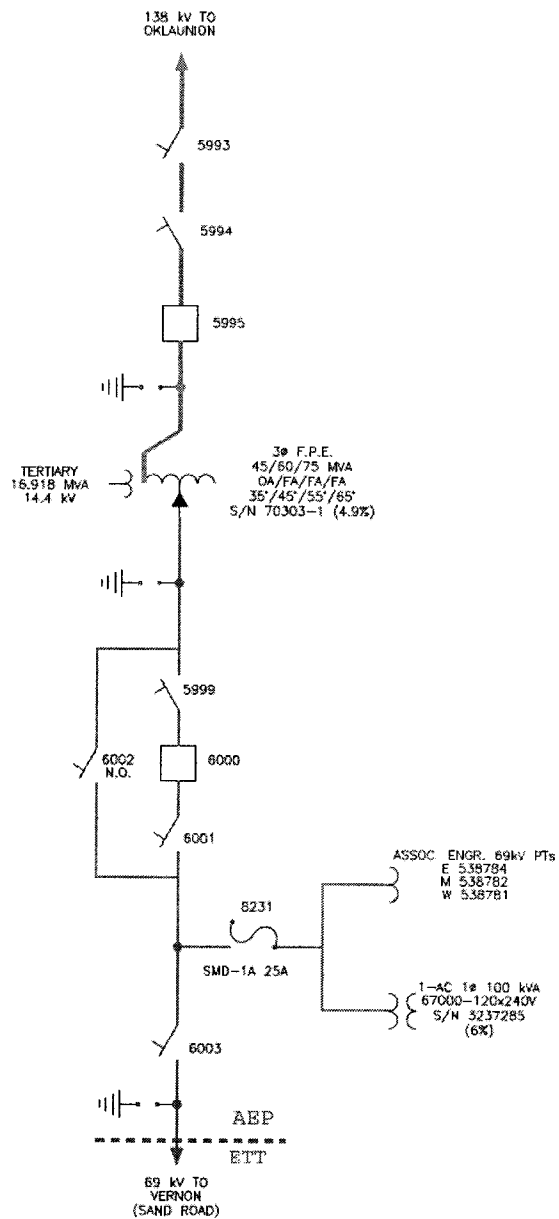 138 kV TO
OKLAUNION
5993
5994
5995
TERTIARY
16.918 MVA
14.4 kV
3ø F.P.E.
45/60/75 MVA
OA/FA/FA/FA
35°/45°/55°/65°
S/N 70303-1 (4.9%)
5999
6002
N.O.
6000
6001
ASSOC. ENGR. 69kV PTs
E 538784
M 538782
W 538781
8231
SMD-1A 25A
1-AC 1ø 100 kVA
67000-120x240V
S/N 3237285
(6%)
6003
AEP
ETT
69 kV TO
VERNON
(SAND ROAD)